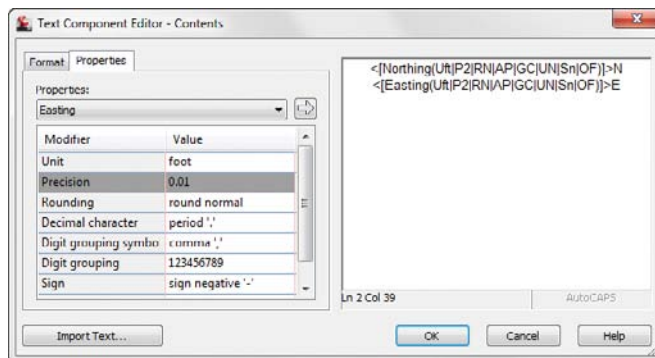 Text Component Editor - Contents
Format Properties
Properties:
Easting
Modifier Value
Unit foot
Precision 0.01
Rounding round normal
Decimal character period '.'
Digit grouping symbo comma ','
Digit grouping 123456789
Sign sign negative '-'
<[Northing(Uft|P2|RN|AP|GC|UN|Sn|OF)]>N
<[Easting(Uft|P2|RN|AP|GC|UN|Sn|OF)]>E
Ln 2 Col 39 AutoCAPS
Import Text... OK Cancel Help